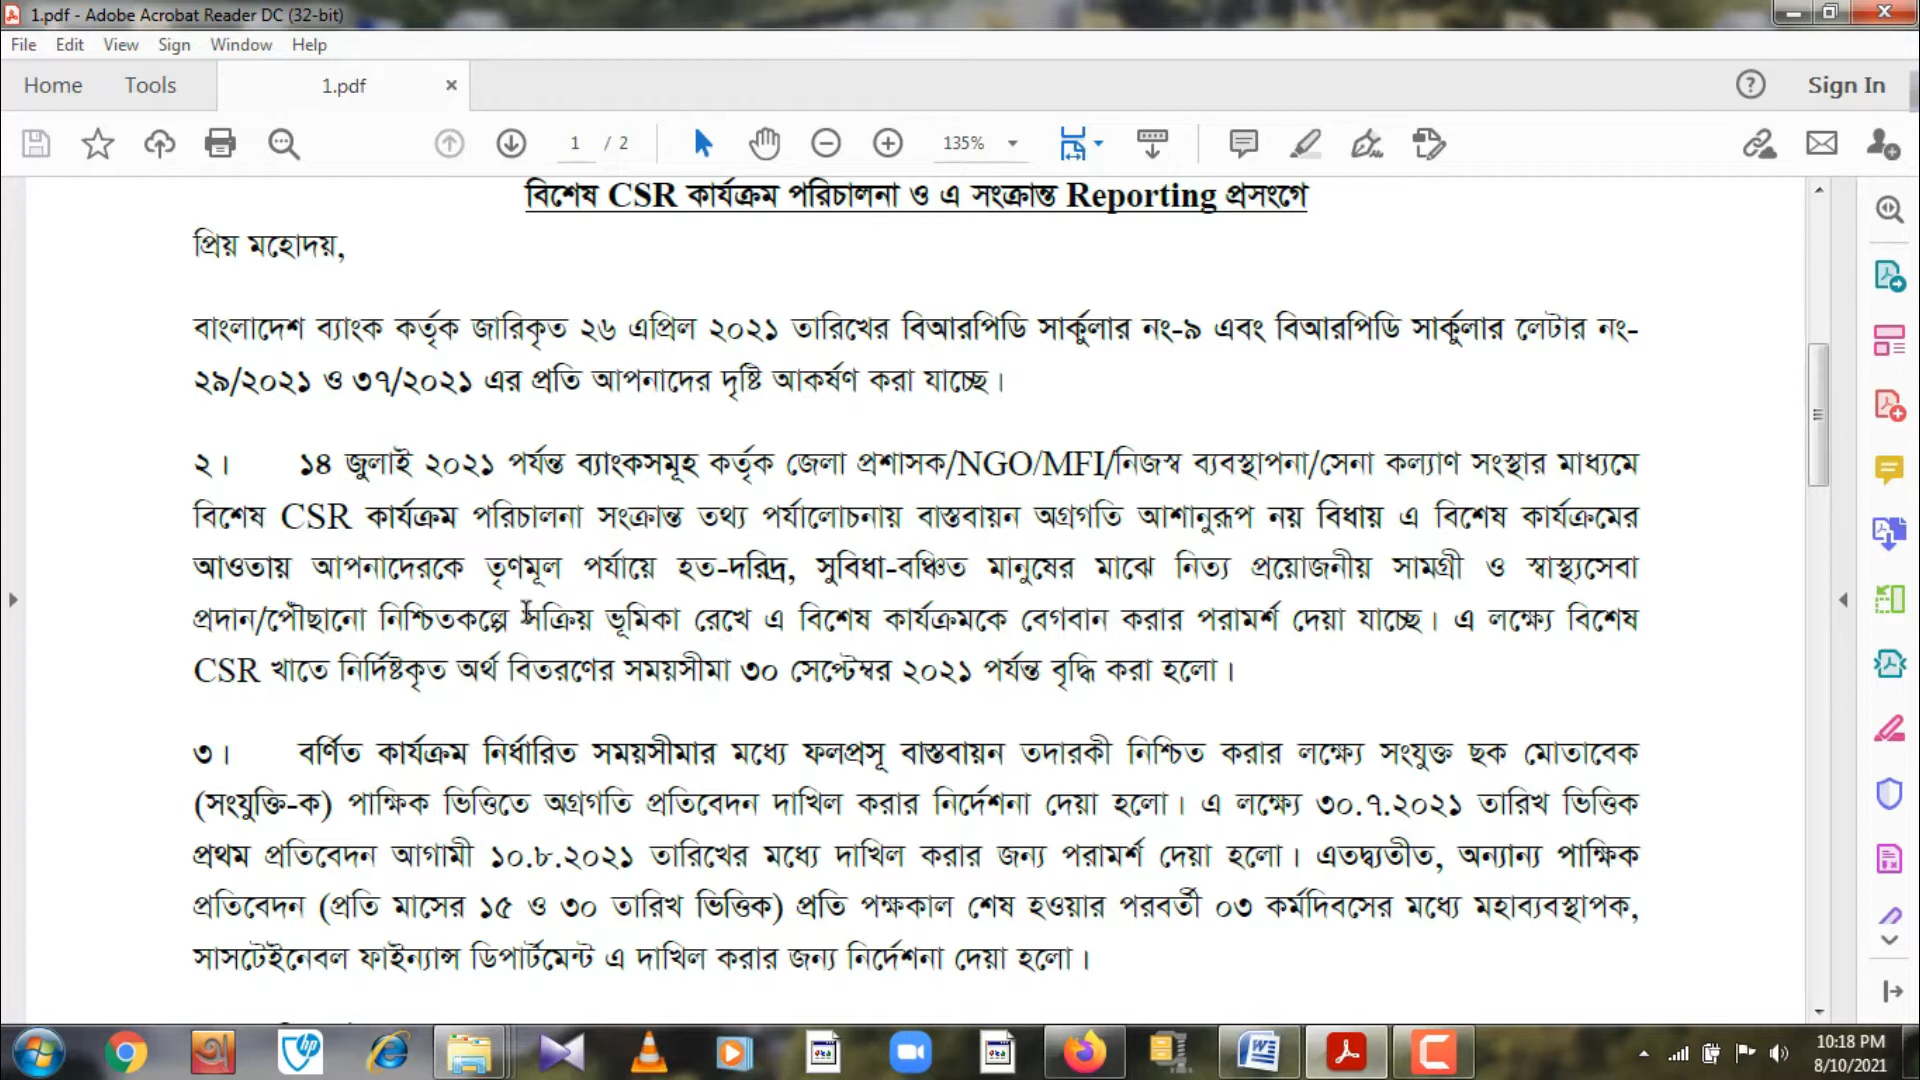 1.pdf - Adobe Acrobat Reader DC (32-bit)
File Edit View Sign Window Help
Home Tools 1.pdf × Sign In
1 / 2 135%
বিশেষ CSR কার্যক্রম পরিচালনা ও এ সংক্রান্ত Reporting প্রসংগে
প্রিয় মহোদয়,
বাংলাদেশ ব্যাংক কর্তৃক জারিকৃত ২৬ এপ্রিল ২০২১ তারিখের বিআরপিডি সার্কুলার নং-৯ এবং বিআরপিডি সার্কুলার লেটার নং-
২৯/২০২১ ও ৩৭/২০২১ এর প্রতি আপনাদের দৃষ্টি আকর্ষণ করা যাচ্ছে।
২। ১৪ জুলাই ২০২১ পর্যন্ত ব্যাংকসমূহ কর্তৃক জেলা প্রশাসক/NGO/MFI/নিজস্ব ব্যবস্থাপনা/সেনা কল্যাণ সংস্থার মাধ্যমে
বিশেষ CSR কার্যক্রম পরিচালনা সংক্রান্ত তথ্য পর্যালোচনায় বাস্তবায়ন অগ্রগতি আশানুরূপ নয় বিধায় এ বিশেষ কার্যক্রমের
আওতায় আপনাদেরকে তৃণমূল পর্যায়ে হত-দরিদ্র, সুবিধা-বঞ্চিত মানুষের মাঝে নিত্য প্রয়োজনীয় সামগ্রী ও স্বাস্থ্যসেবা
প্রদান/পৌঁছানো নিশ্চিতকল্পে সক্রিয় ভূমিকা রেখে এ বিশেষ কার্যক্রমকে বেগবান করার পরামর্শ দেয়া যাচ্ছে। এ লক্ষ্যে বিশেষ
CSR খাতে নির্দিষ্টকৃত অর্থ বিতরণের সময়সীমা ৩০ সেপ্টেম্বর ২০২১ পর্যন্ত বৃদ্ধি করা হলো।
৩। বর্ণিত কার্যক্রম নির্ধারিত সময়সীমার মধ্যে ফলপ্রসূ বাস্তবায়ন তদারকী নিশ্চিত করার লক্ষ্যে সংযুক্ত ছক মোতাবেক
(সংযুক্তি-ক) পাক্ষিক ভিত্তিতে অগ্রগতি প্রতিবেদন দাখিল করার নির্দেশনা দেয়া হলো। এ লক্ষ্যে ৩০.৭.২০২১ তারিখ ভিত্তিক
প্রথম প্রতিবেদন আগামী ১০.৮.২০২১ তারিখের মধ্যে দাখিল করার জন্য পরামর্শ দেয়া হলো। এতদ্ব্যতীত, অন্যান্য পাক্ষিক
প্রতিবেদন (প্রতি মাসের ১৫ ও ৩০ তারিখ ভিত্তিক) প্রতি পক্ষকাল শেষ হওয়ার পরবর্তী ০৩ কর্মদিবসের মধ্যে মহাব্যবস্থাপক,
সাসটেইনেবল ফাইন্যান্স ডিপার্টমেন্ট এ দাখিল করার জন্য নির্দেশনা দেয়া হলো।
10:18 PM
8/10/2021